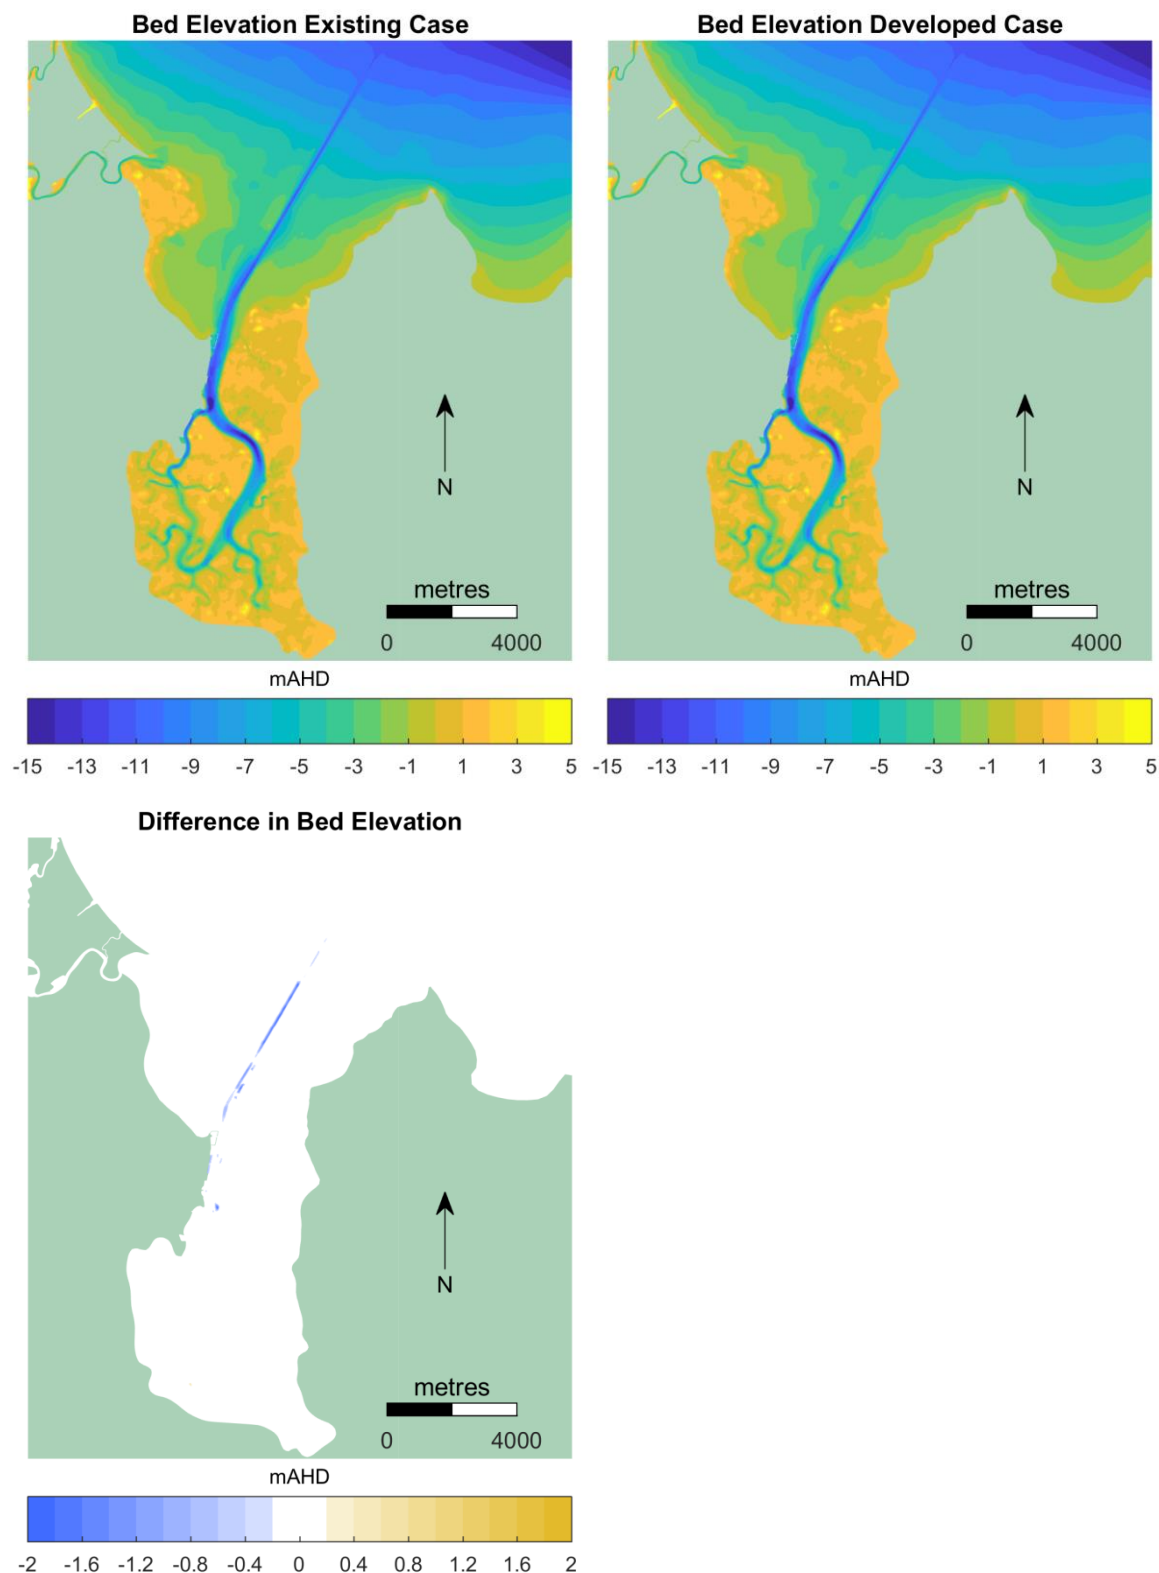 Bed Elevation Existing Case
N
metres
0 4000
mAHD
-15 -13 -11 -9 -7 -5 -3 -1 1 3 5
Bed Elevation Developed Case
N
metres
0 4000
mAHD
-15 -13 -11 -9 -7 -5 -3 -1 1 3 5
Difference in Bed Elevation
N
metres
0 4000
mAHD
-2 -1.6 -1.2 -0.8 -0.4 0 0.4 0.8 1.2 1.6 2